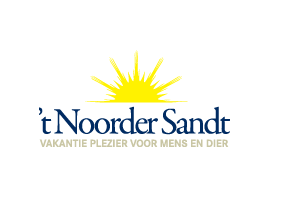 't Noorder Sandt
VAKANTIE PLEZIER VOOR MENS EN DIER